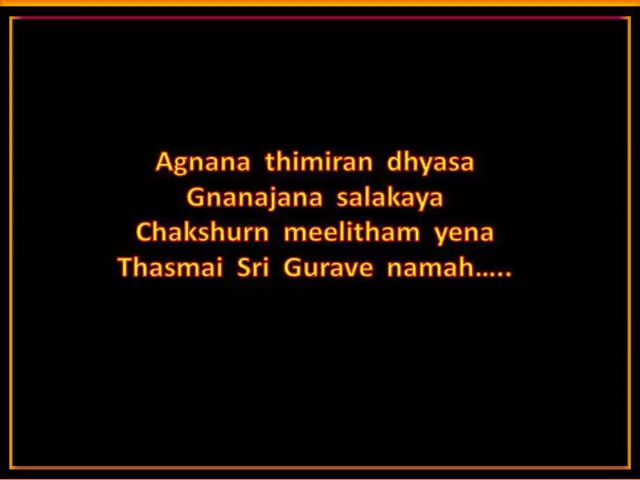 Agnana thimiran dhyasa
Gnanajana salakaya
Chakshurn meelitham yena
Thasmai Sri Gurave namah…..